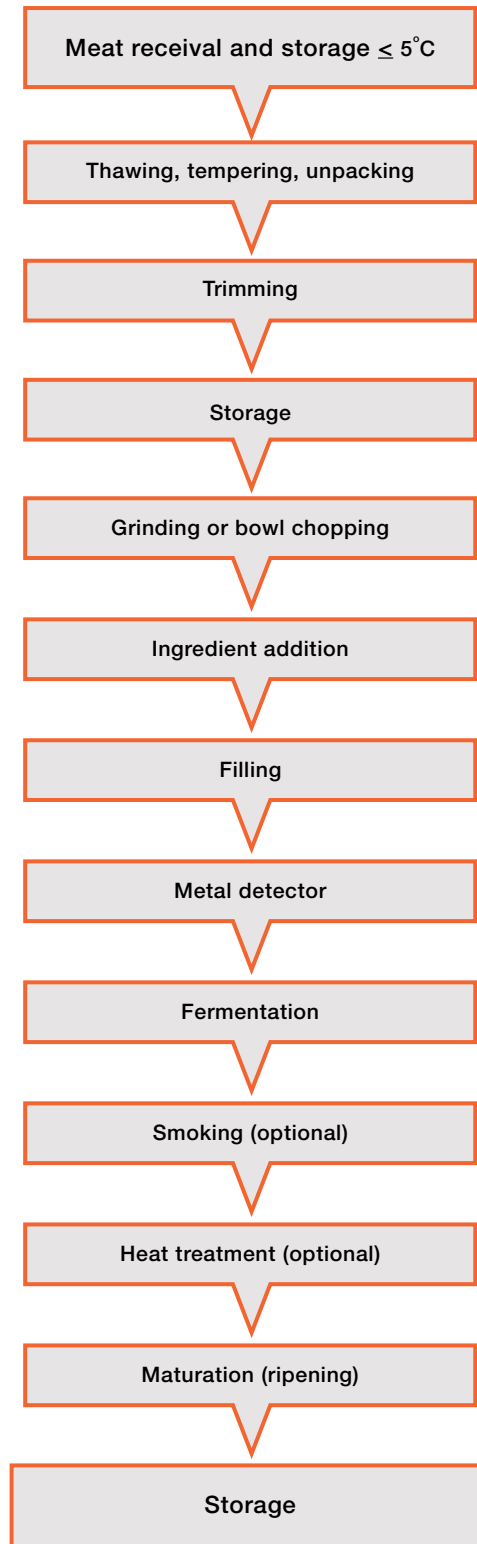 Meat receival and storage ≤ 5°C
Thawing, tempering, unpacking
Trimming
Storage
Grinding or bowl chopping
Ingredient addition
Filling
Metal detector
Fermentation
Smoking (optional)
Heat treatment (optional)
Maturation (ripening)
Storage